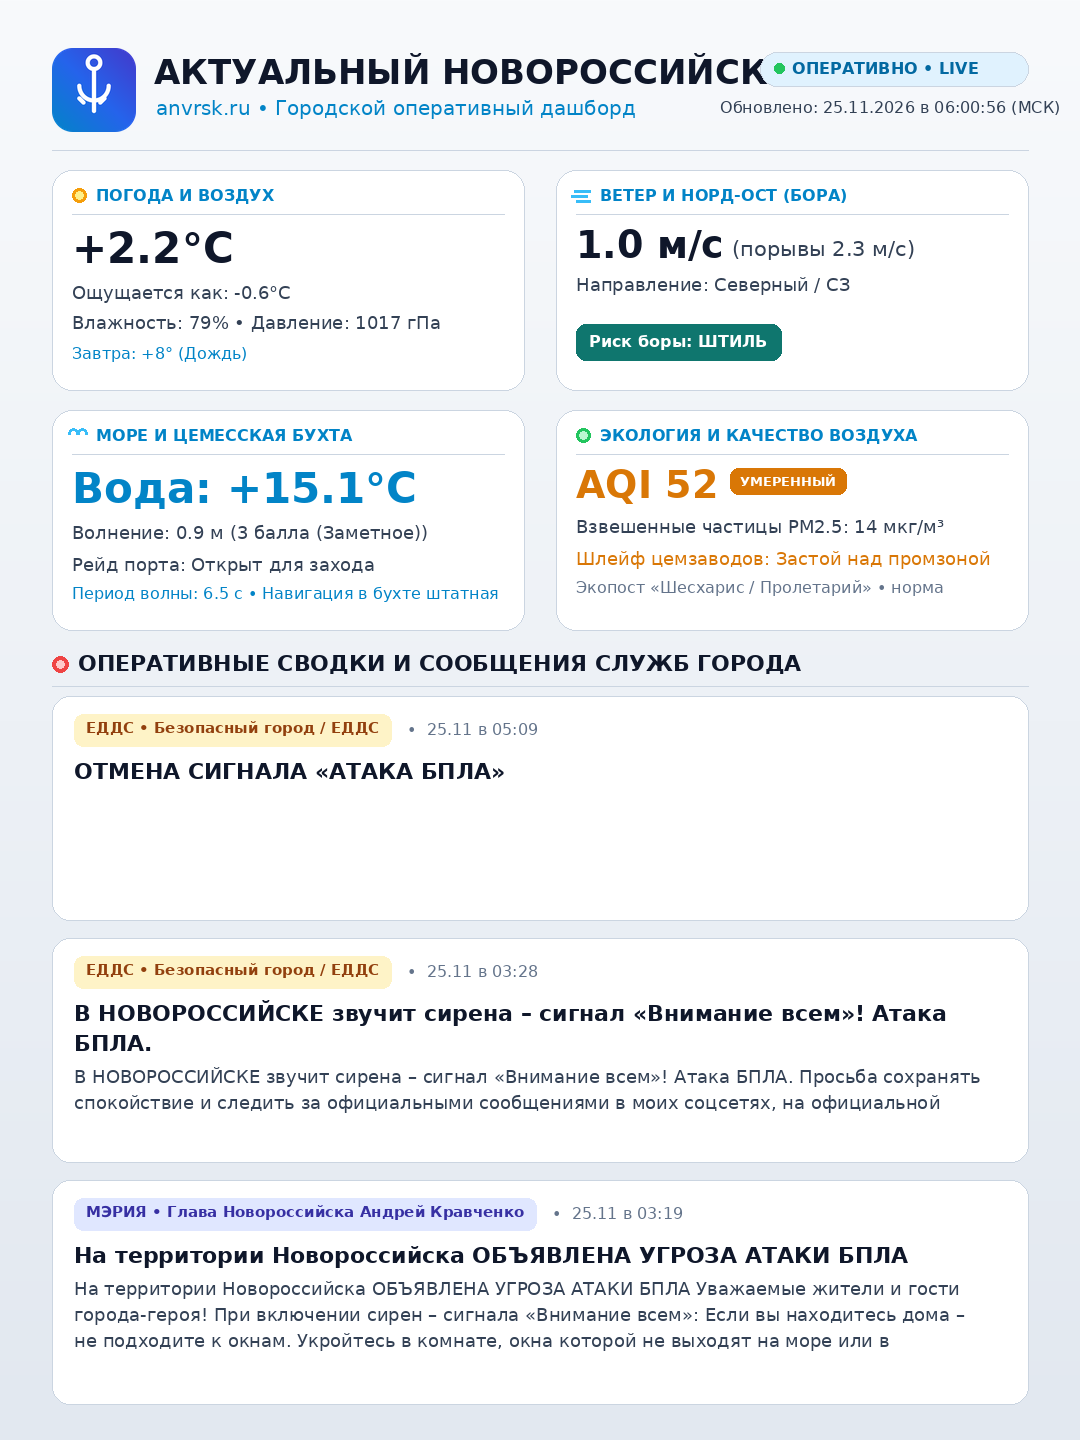 АКТУАЛЬНЫЙ НОВОРОССИЙСК
ОПЕРАТИВНО • LIVE
anvrsk.ru • Городской оперативный дашборд
Обновлено: 25.11.2026 в 06:00:56 (МСК)
ПОГОДА И ВОЗДУХ
+2.2°C
Ощущается как: -0.6°C
Влажность: 79% • Давление: 1017 гПа
Завтра: +8° (Дождь)
ВЕТЕР И НОРД-ОСТ (БОРА)
1.0 м/с (порывы 2.3 м/с)
Направление: Северный / СЗ
Риск боры: ШТИЛЬ
МОРЕ И ЦЕМЕССКАЯ БУХТА
Вода: +15.1°C
Волнение: 0.9 м (3 балла (Заметное))
Рейд порта: Открыт для захода
Период волны: 6.5 с • Навигация в бухте штатная
ЭКОЛОГИЯ И КАЧЕСТВО ВОЗДУХА
AQI 52 УМЕРЕННЫЙ
Взвешенные частицы PM2.5: 14 мкг/м³
Шлейф цемзаводов: Застой над промзоной
Экопост «Шесхарис / Пролетарий» • норма
ОПЕРАТИВНЫЕ СВОДКИ И СООБЩЕНИЯ СЛУЖБ ГОРОДА
ЕДДС • Безопасный город / ЕДДС • 25.11 в 05:09
ОТМЕНА СИГНАЛА «АТАКА БПЛА»
ЕДДС • Безопасный город / ЕДДС • 25.11 в 03:28
В НОВОРОССИЙСКЕ звучит сирена – сигнал «Внимание всем»! Атака
БПЛА.
В НОВОРОССИЙСКЕ звучит сирена – сигнал «Внимание всем»! Атака БПЛА. Просьба сохранять
спокойствие и следить за официальными сообщениями в моих соцсетях, на официальной
МЭРИЯ • Глава Новороссийска Андрей Кравченко • 25.11 в 03:19
На территории Новороссийска ОБЪЯВЛЕНА УГРОЗА АТАКИ БПЛА
На территории Новороссийска ОБЪЯВЛЕНА УГРОЗА АТАКИ БПЛА Уважаемые жители и гости
города-героя! При включении сирен – сигнала «Внимание всем»: Если вы находитесь дома –
не подходите к окнам. Укройтесь в комнате, окна которой не выходят на море или в